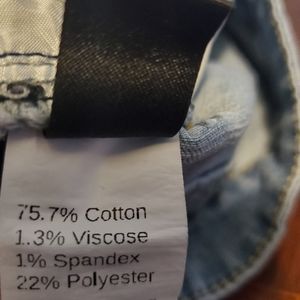 75.7% Cotton
1.3% Viscose
1% Spandex
22% Polyester